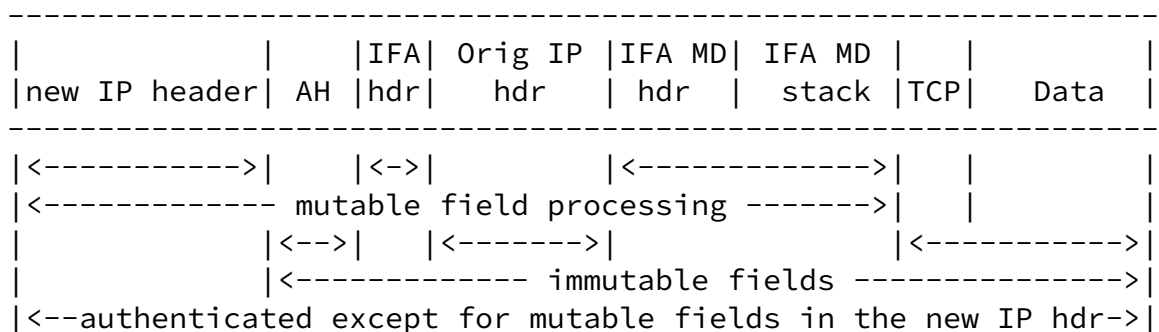 ----------------------------------------------------------------
|             |    |IFA| Orig IP |IFA MD| IFA MD |   |         |
|new IP header| AH |hdr|   hdr   | hdr  |  stack |TCP|   Data  |
----------------------------------------------------------------
|<----------->|    |<->|         |<------------->|   |         |
|<------------- mutable field processing ------->|   |         |
|             |<-->|   |<------->|               |<----------->|
|             |<------------- immutable fields --------------->|
|<--authenticated except for mutable fields in the new IP hdr->|